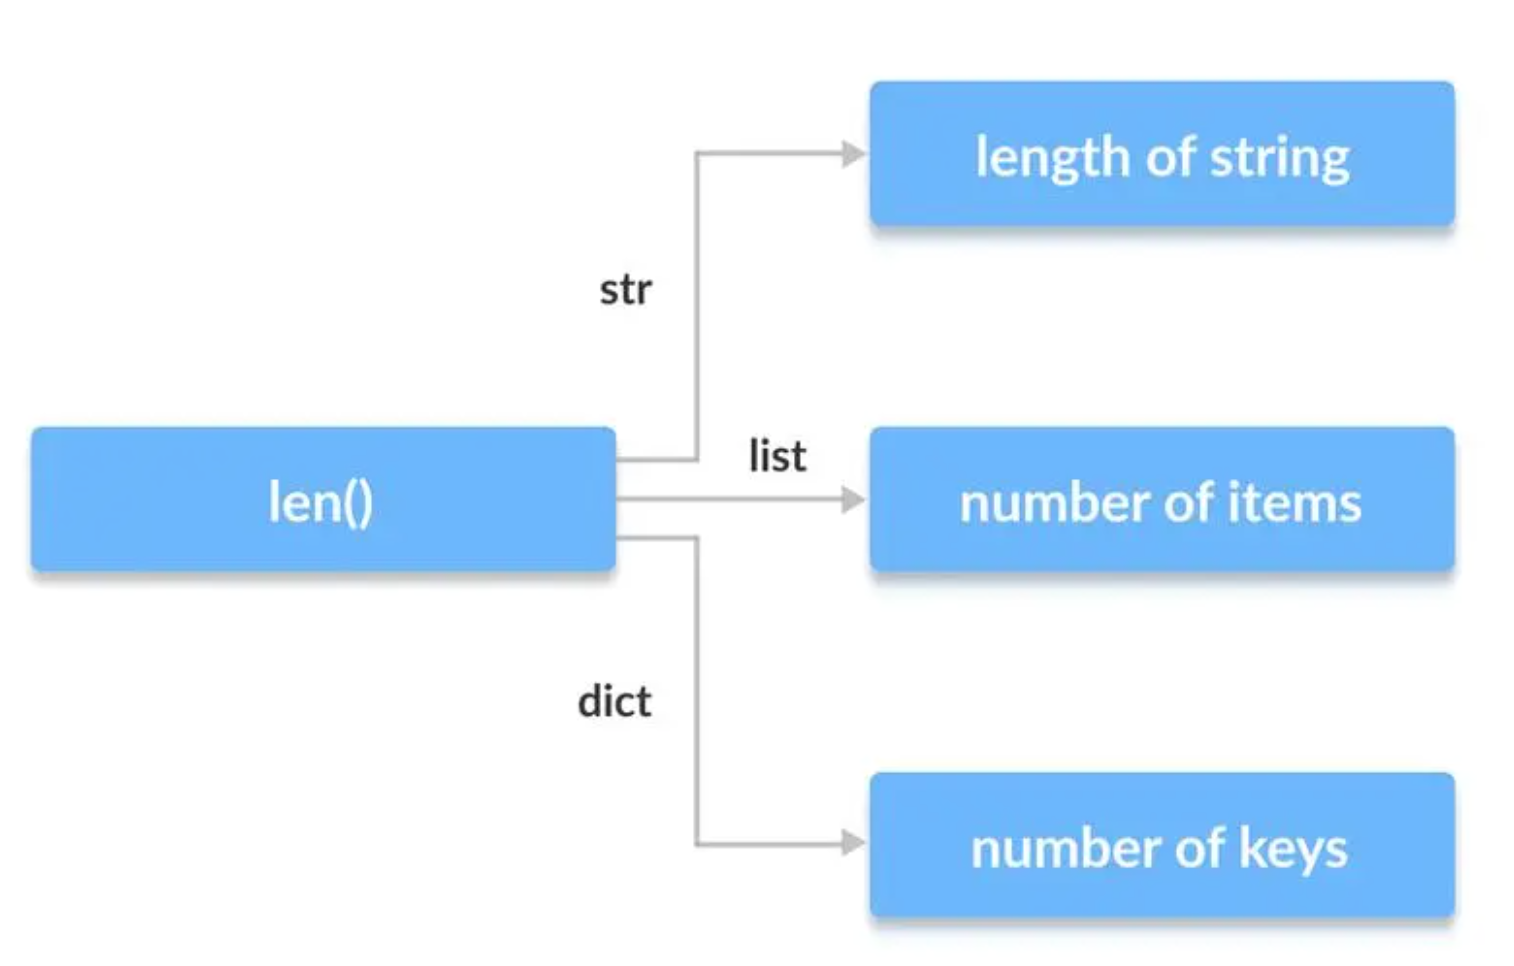 length of string
str
list
len()
number of items
dict
number of keys